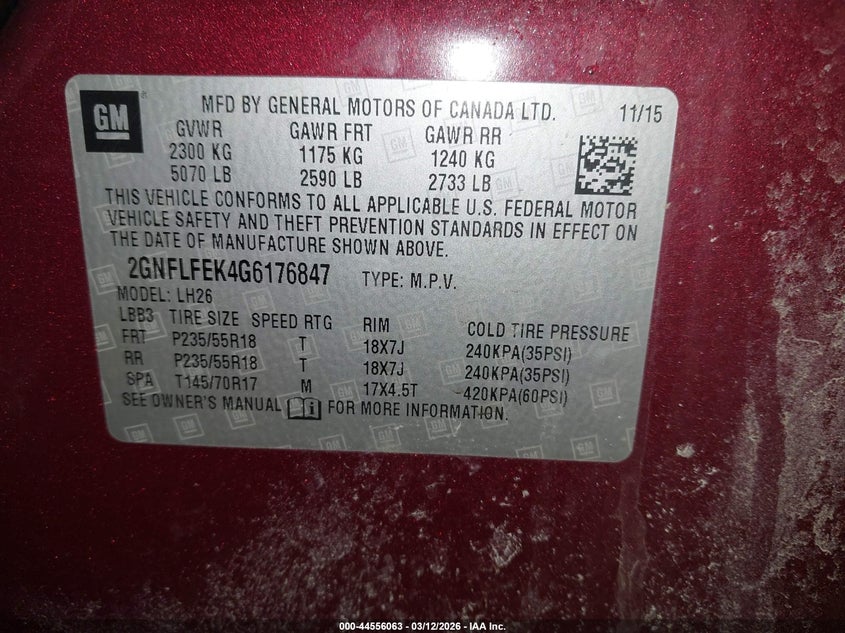 GM
MFD BY GENERAL MOTORS OF CANADA LTD. 11/15
GVWR GAWR FRT GAWR RR
2300 KG 1175 KG 1240 KG
5070 LB 2590 LB 2733 LB
THIS VEHICLE CONFORMS TO ALL APPLICABLE U.S. FEDERAL MOTOR
VEHICLE SAFETY AND THEFT PREVENTION STANDARDS IN EFFECT ON
THE DATE OF MANUFACTURE SHOWN ABOVE.
2GNFLFEK4G6176847 TYPE: M.P.V.
MODEL: LH26
LBB3 TIRE SIZE SPEED RTG RIM COLD TIRE PRESSURE
FRT P235/55R18 T 18X7J 240KPA(35PSI)
RR P235/55R18 T 18X7J 240KPA(35PSI)
SPA T145/70R17 M 17X4.5T 420KPA(60PSI)
SEE OWNER'S MANUAL FOR MORE INFORMATION.
000-44556063 - 03/12/2026 - IAA Inc.